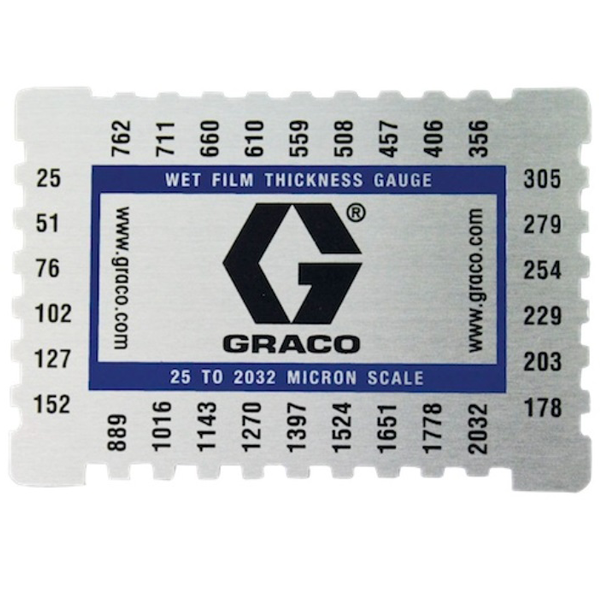 762 711 660 610 559 508 457 406 356
25
51
76
102
127
152
WET FILM THICKNESS GAUGE
www.graco.com
®
GRACO
www.graco.com
25 TO 2032 MICRON SCALE
305
279
254
229
203
178
889 1016 1143 1270 1397 1524 1651 1778 2032